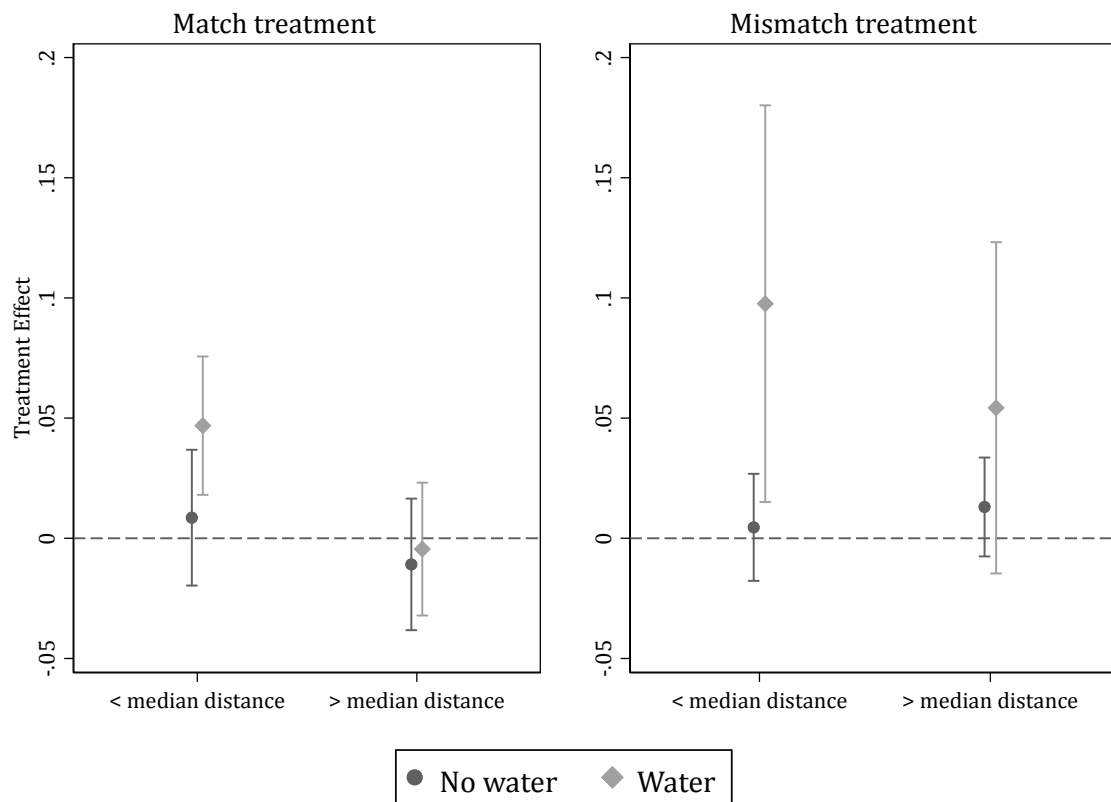 Match treatment
Mismatch treatment
Treatment Effect
.2
.15
.1
.05
0
-.05
.2
.15
.1
.05
0
-.05
< median distance
> median distance
< median distance
> median distance
No water
Water